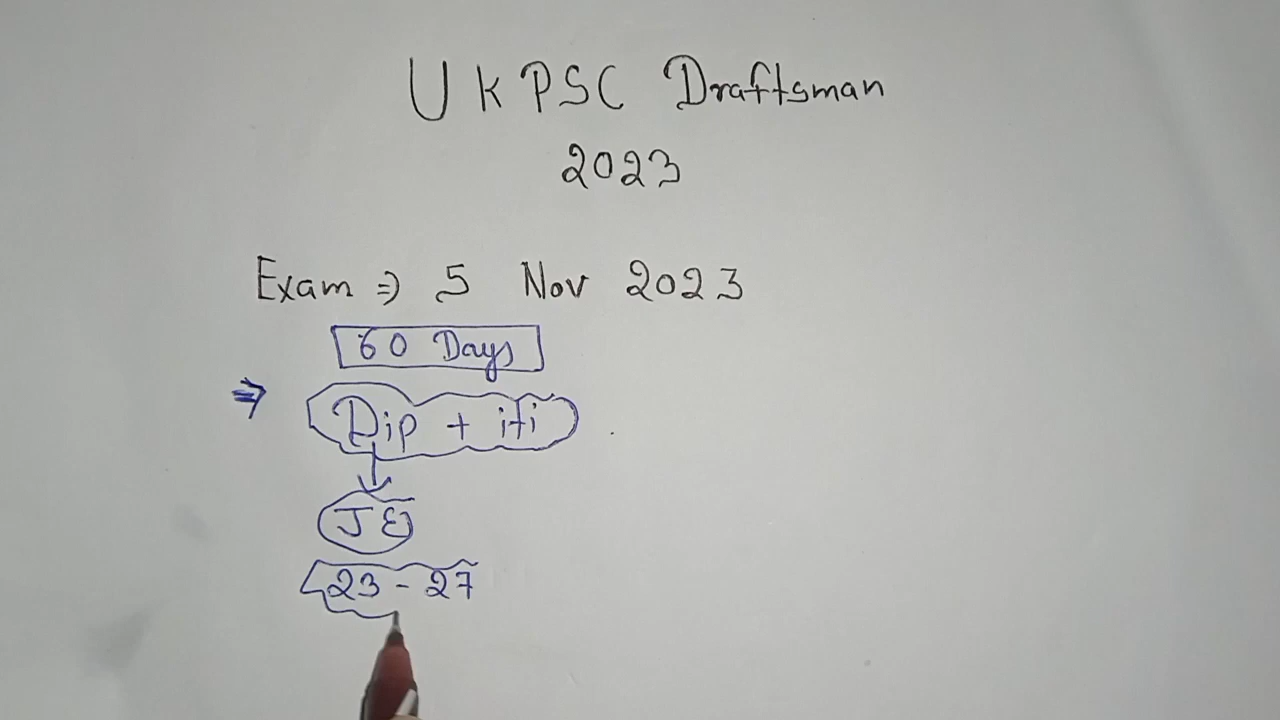 UKPSC Draftsman
2023
Exam ⇒ 5 Nov 2023
60 Days
⇒ Dip + iti
JE
23 - 27